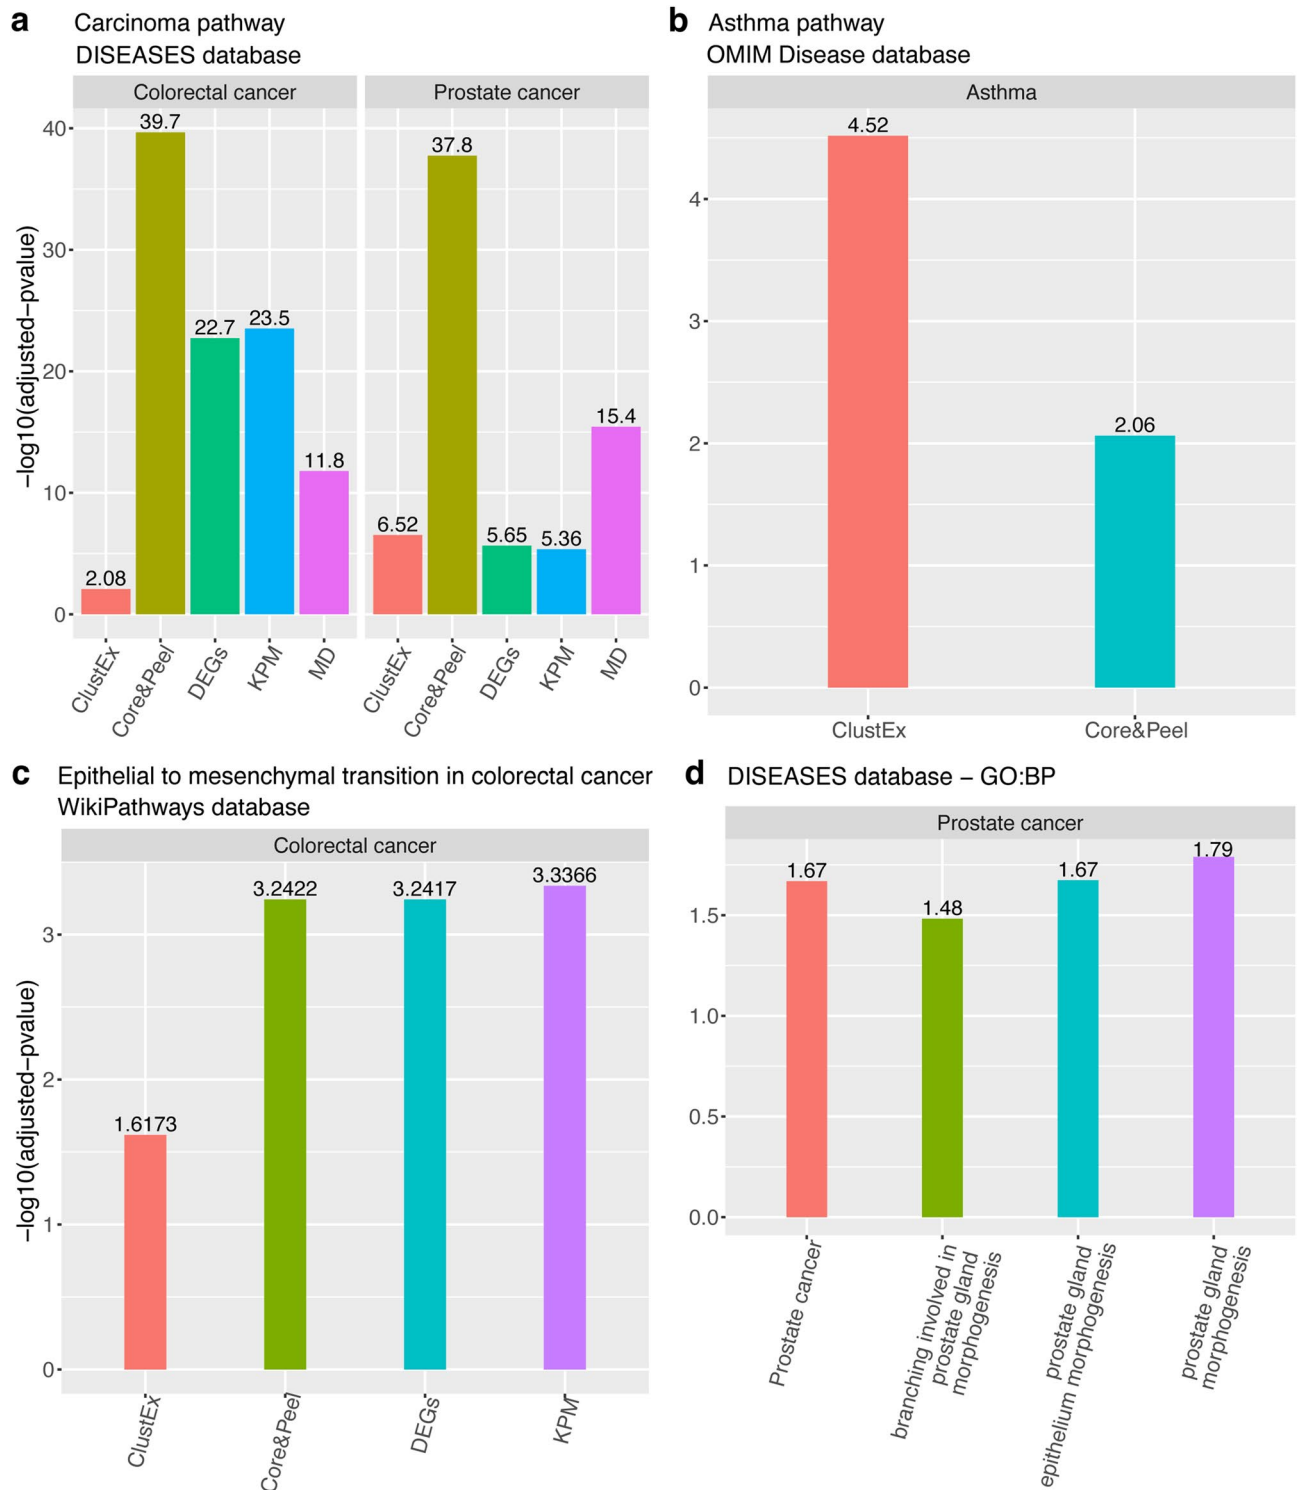 a Carcinoma pathway
DISEASES database
Colorectal cancer
Prostate cancer
−log10(adjusted−pvalue)
40
30
20
10
0
2.08
39.7
22.7
23.5
11.8
6.52
37.8
5.65
5.36
15.4
ClustEx
Core&Peel
DEGs
KPM
MD
ClustEx
Core&Peel
DEGs
KPM
MD
b Asthma pathway
OMIM Disease database
Asthma
4
3
2
1
0
4.52
2.06
ClustEx
Core&Peel
c Epithelial to mesenchymal transition in colorectal cancer
WikiPathways database
Colorectal cancer
−log10(adjusted−pvalue)
3
2
1
0
1.6173
3.2422
3.2417
3.3366
ClustEx
Core&Peel
DEGs
KPM
d DISEASES database − GO:BP
Prostate cancer
1.5
1.0
0.5
0.0
1.67
1.48
1.67
1.79
Prostate cancer
branching involved in
prostate gland
morphogenesis
prostate gland
epithelium morphogenesis
prostate gland
morphogenesis